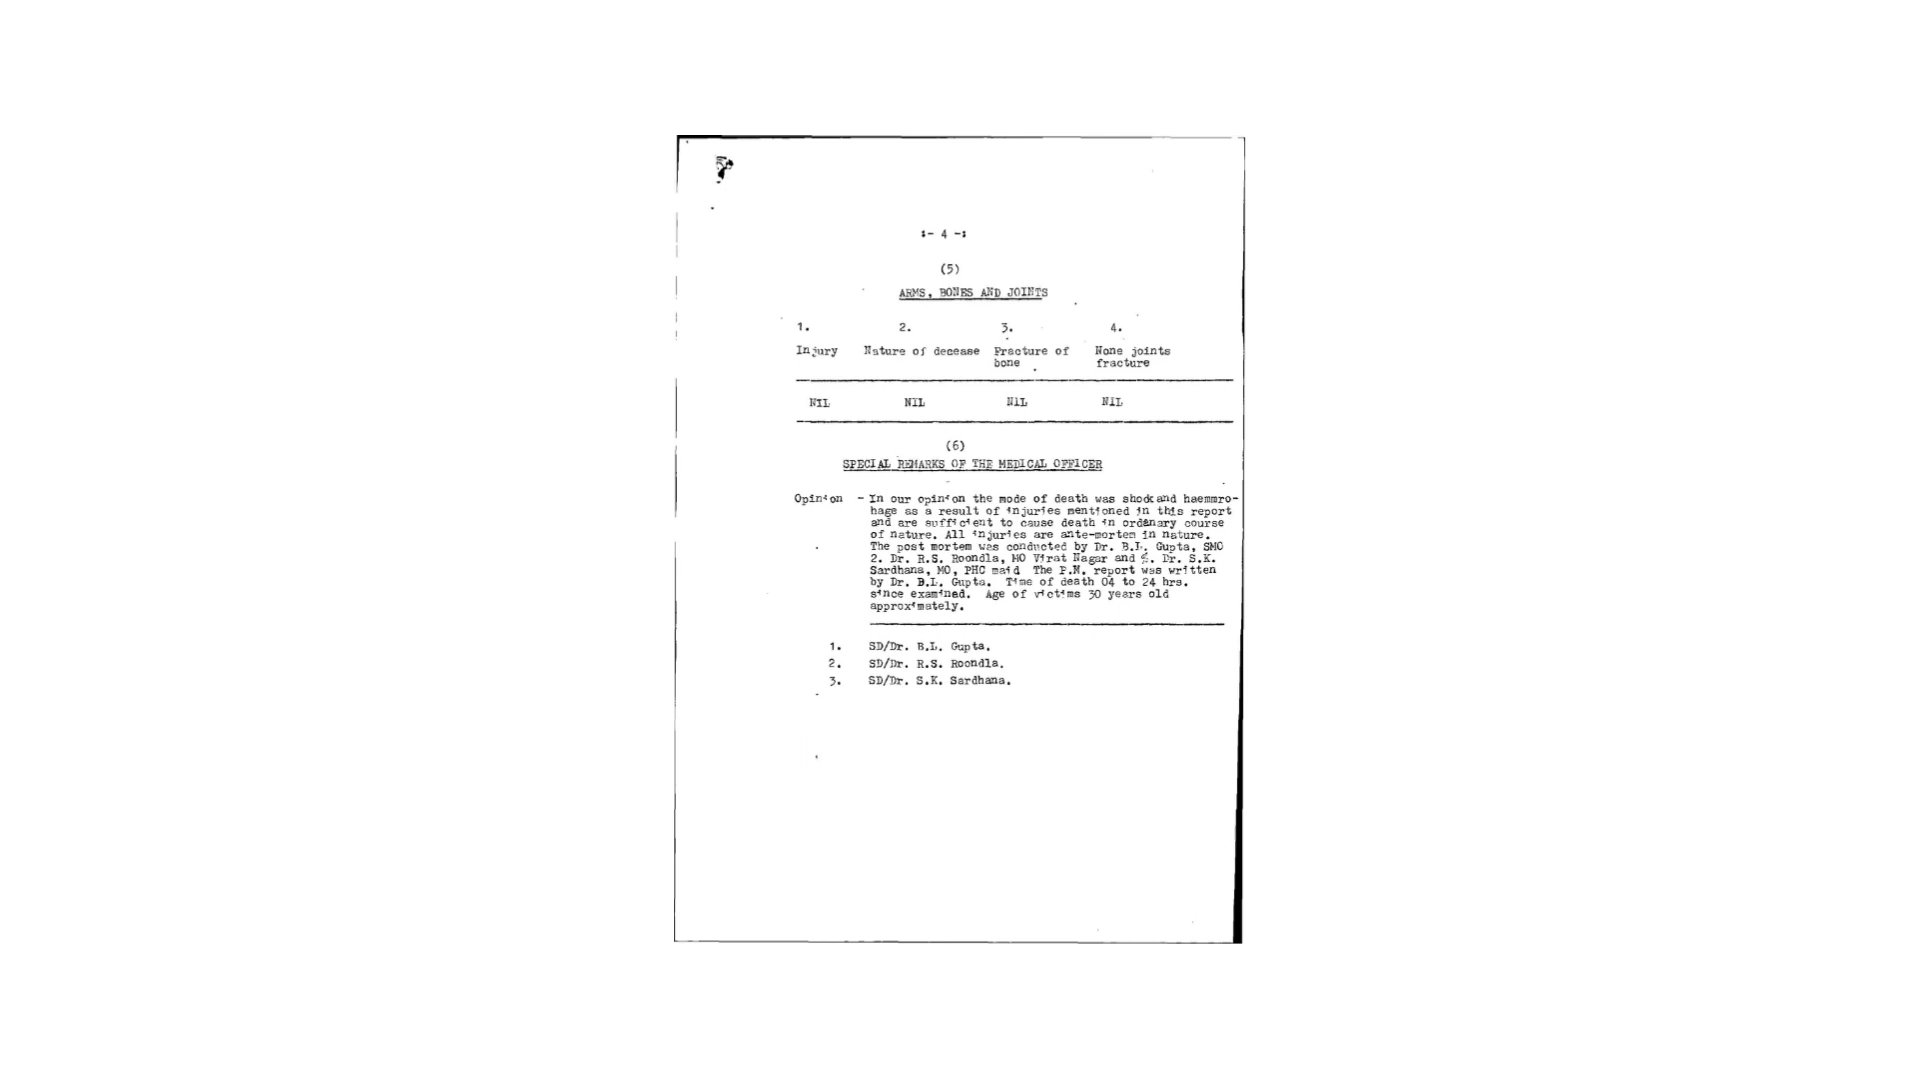 :- 4 -:
(5)
ARMS, BONES AND JOINTS
1. 2. 3. 4.
Injury Nature of decease Fracture of None joints
bone fracture
NIL NIL NIL NIL
(6)
SPECIAL REMARKS OF THE MEDICAL OFFICER
Opinion - In our opinion the mode of death was shock and haemmro-
hage as a result of injuries mentioned in this report
and are sufficient to cause death in ordanary course
of nature. All injuries are ante-mortem in nature.
The post mortem was conducted by Dr. B.L. Gupta, SMO
2. Dr. R.S. Roondla, MO Virat Nagar and Dr. S.K.
Sardhana, MO, PHC maid The P.M. report was written
by Dr. B.L. Gupta. Time of death 04 to 24 hrs.
since examined. Age of victims 30 years old
approximately.
1. SD/Dr. B.L. Gupta.
2. SD/Dr. R.S. Roondla.
3. SD/Dr. S.K. Sardhana.